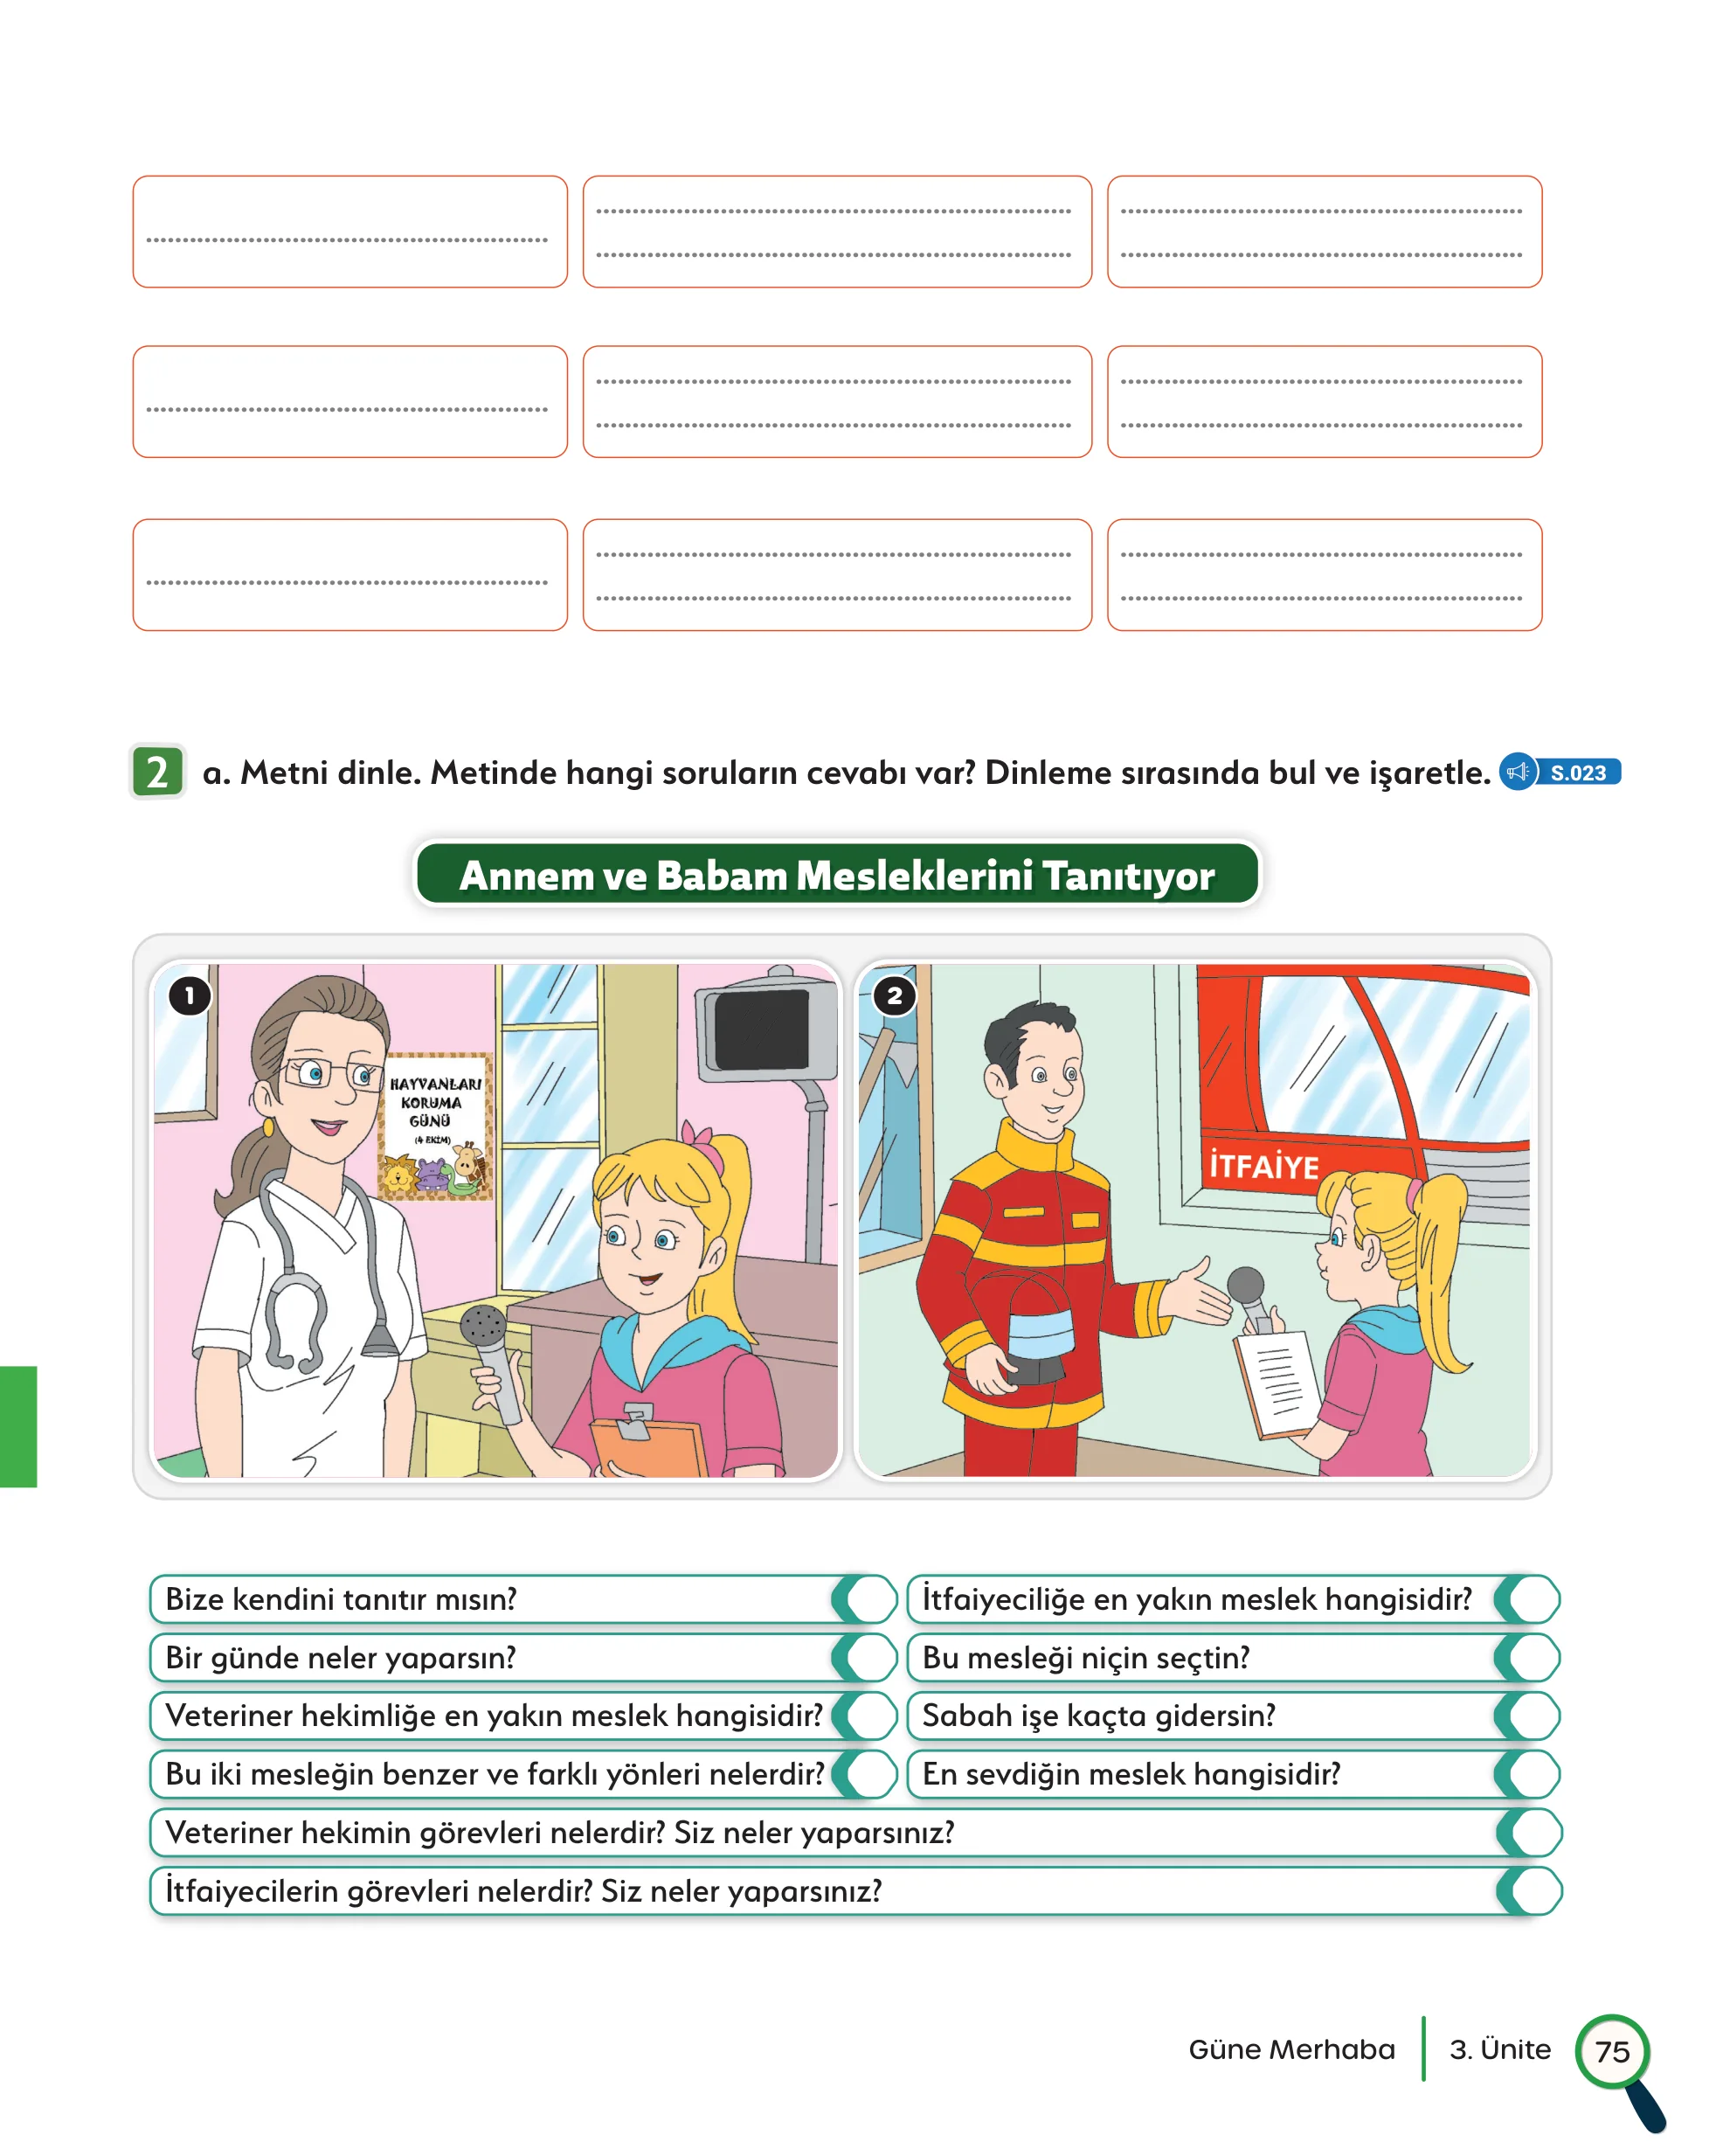 2 a. Metni dinle. Metinde hangi soruların cevabı var? Dinleme sırasında bul ve işaretle. S.023
Annem ve Babam Mesleklerini Tanıtıyor
1
HAYVANLARI
KORUMA
GÜNÜ
(4 EKİM)
2
İTFAİYE
Bize kendini tanıtır mısın?
İtfaiyeciliğe en yakın meslek hangisidir?
Bir günde neler yaparsın?
Bu mesleği niçin seçtin?
Veteriner hekimliğe en yakın meslek hangisidir?
Sabah işe kaçta gidersin?
Bu iki mesleğin benzer ve farklı yönleri nelerdir?
En sevdiğin meslek hangisidir?
Veteriner hekimin görevleri nelerdir? Siz neler yaparsınız?
İtfaiyecilerin görevleri nelerdir? Siz neler yaparsınız?
Güne Merhaba 3. Ünite 75